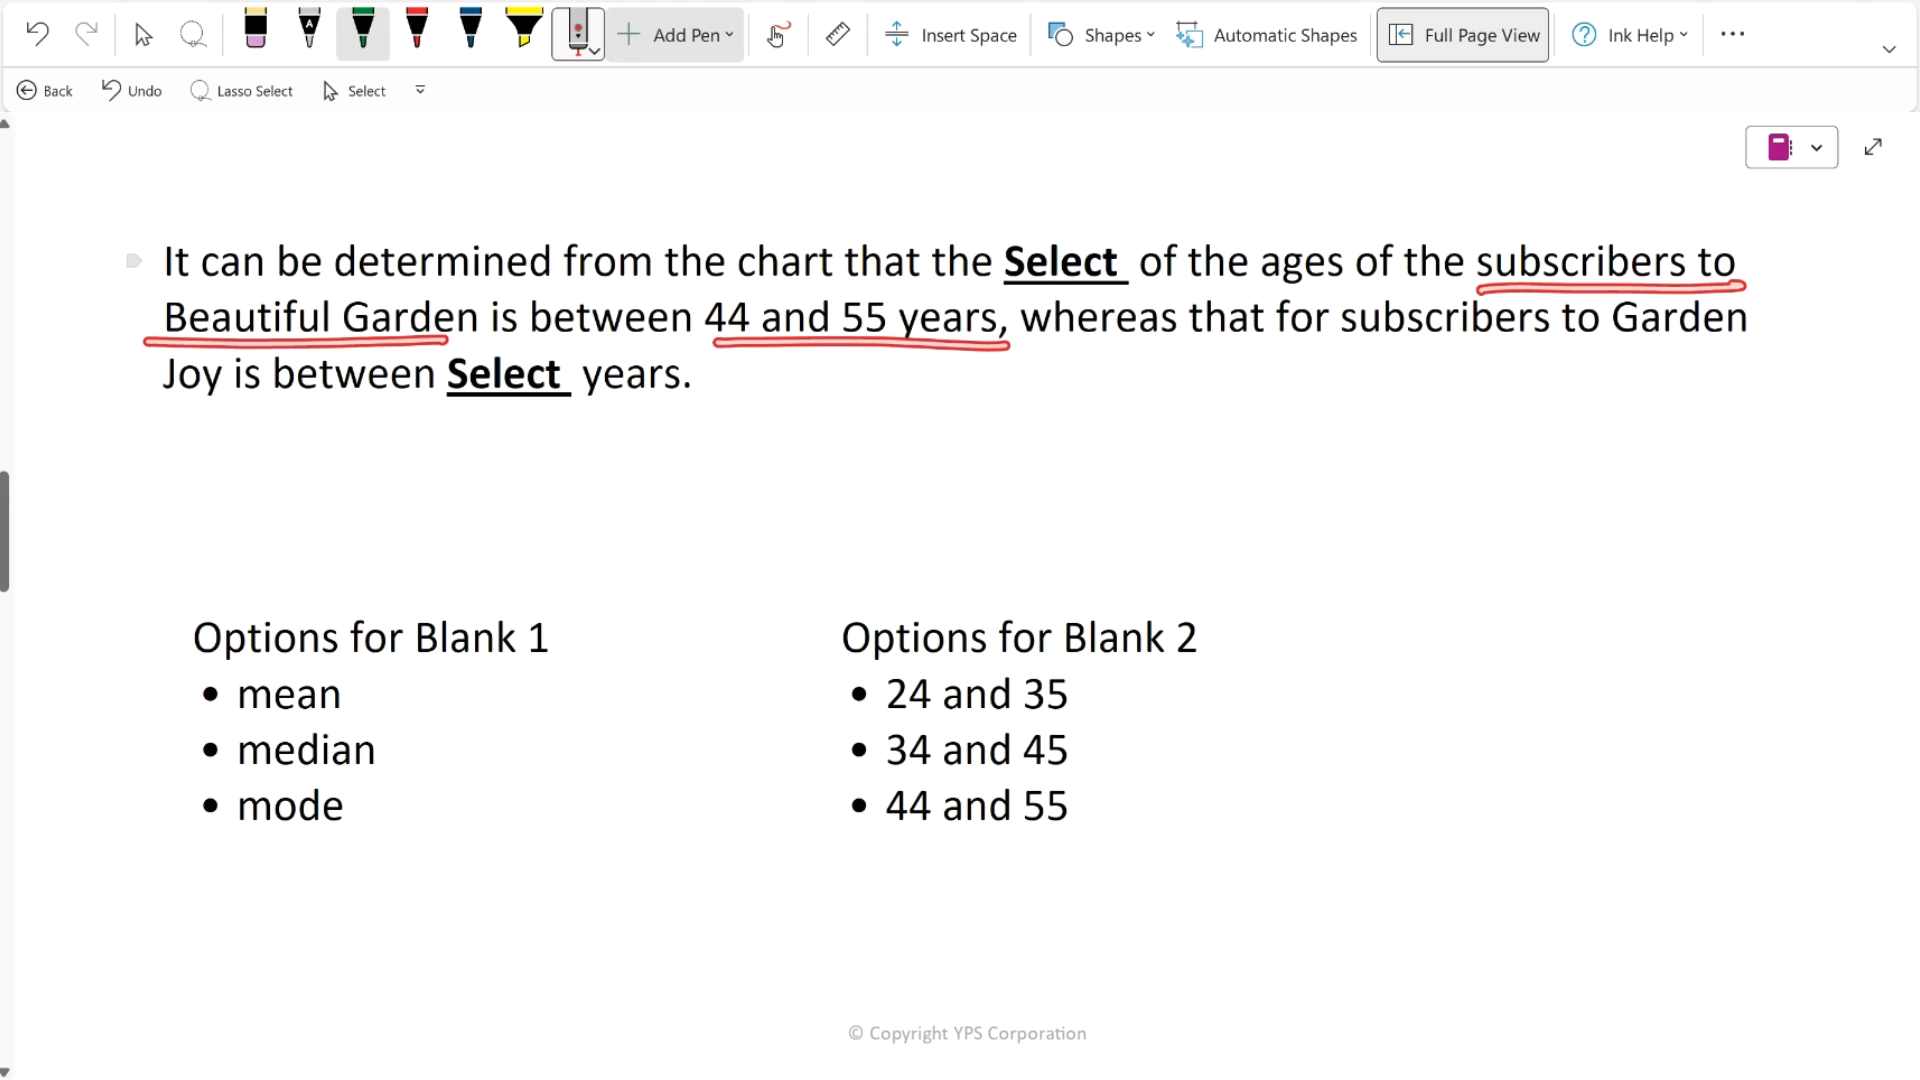 Add Pen
Insert Space
Shapes
Automatic Shapes
Full Page View
Ink Help
Back
Undo
Lasso Select
Select
It can be determined from the chart that the Select of the ages of the subscribers to
Beautiful Garden is between 44 and 55 years, whereas that for subscribers to Garden
Joy is between Select years.
Options for Blank 1
• mean
• median
• mode
Options for Blank 2
• 24 and 35
• 34 and 45
• 44 and 55
© Copyright YPS Corporation